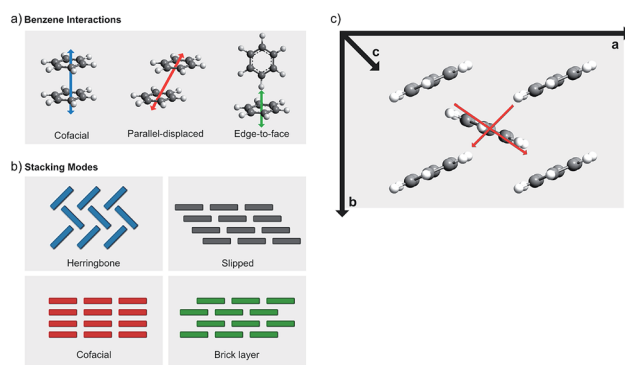 a) Benzene Interactions
Cofacial
Parallel-displaced
Edge-to-face
b) Stacking Modes
Herringbone
Slipped
Cofacial
Brick layer
c)
a
c
b